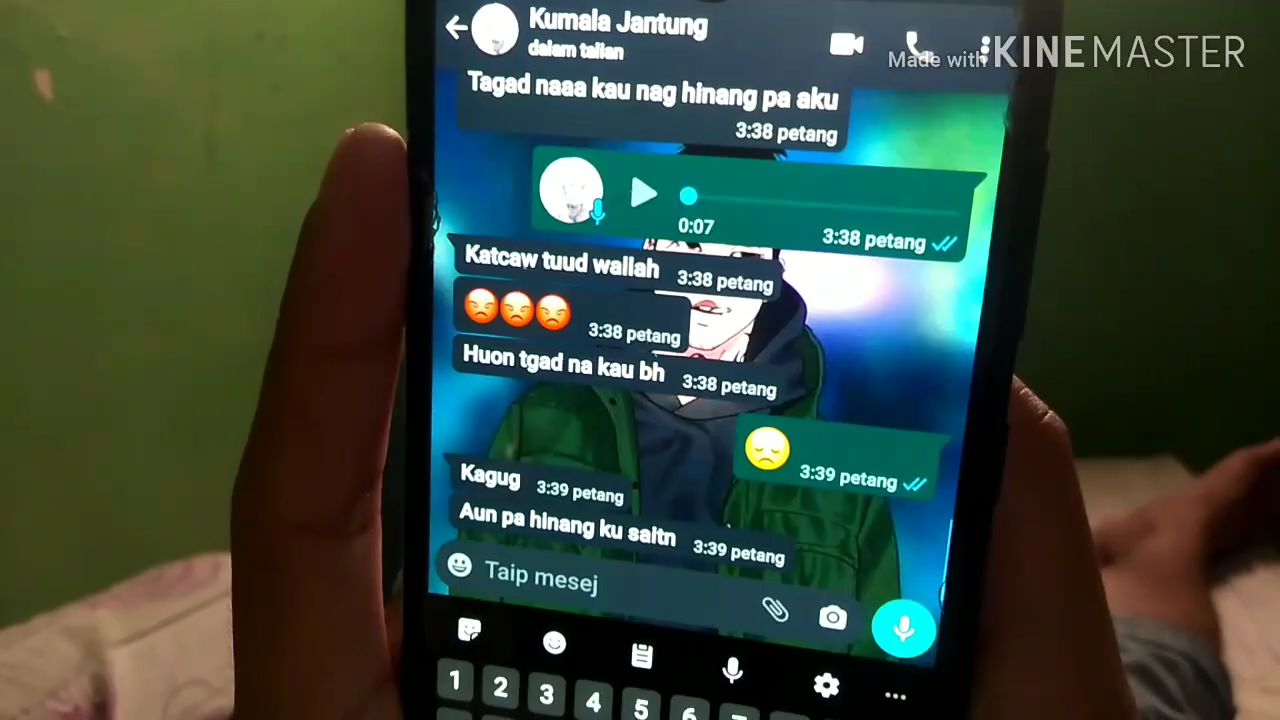 Kumala Jantung
dalam talian
Made with KINEMASTER
Tagad naaa kau nag hinang pa aku
3:38 petang
0:07
3:38 petang
Katcaw tuud wallah
3:38 petang
😡😡😡
3:38 petang
Huon tgad na kau bh
3:38 petang
😞
3:39 petang
Kagug
3:39 petang
Aun pa hinang ku saitn
3:39 petang
Taip mesej
1 2 3 4 5 6